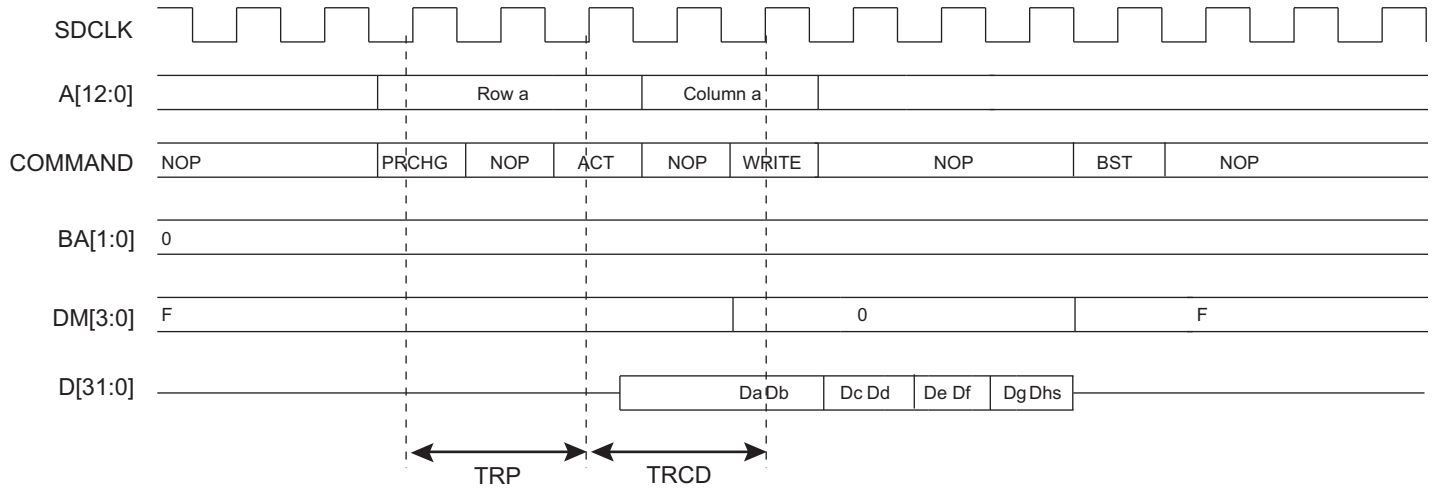 SDCLK
A[12:0] Row a Column a
COMMAND NOP PRCHG NOP ACT NOP WRITE NOP BST NOP
BA[1:0] 0
DM[3:0] F 0 F
D[31:0] Da Db Dc Dd De Df Dg Dhs
TRP TRCD